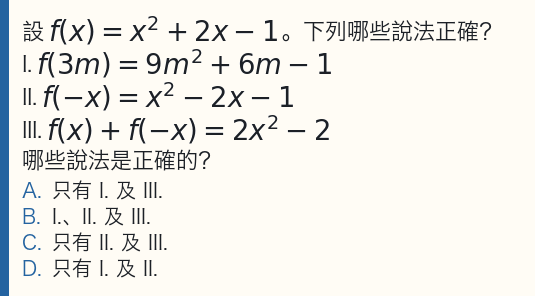 設 f(x) = x² + 2x − 1。下列哪些說法正確?
I. f(3m) = 9m² + 6m − 1
II. f(−x) = x² − 2x − 1
III. f(x) + f(−x) = 2x² − 2
哪些說法是正確的?
A. 只有 I. 及 III.
B. I.、II. 及 III.
C. 只有 II. 及 III.
D. 只有 I. 及 II.